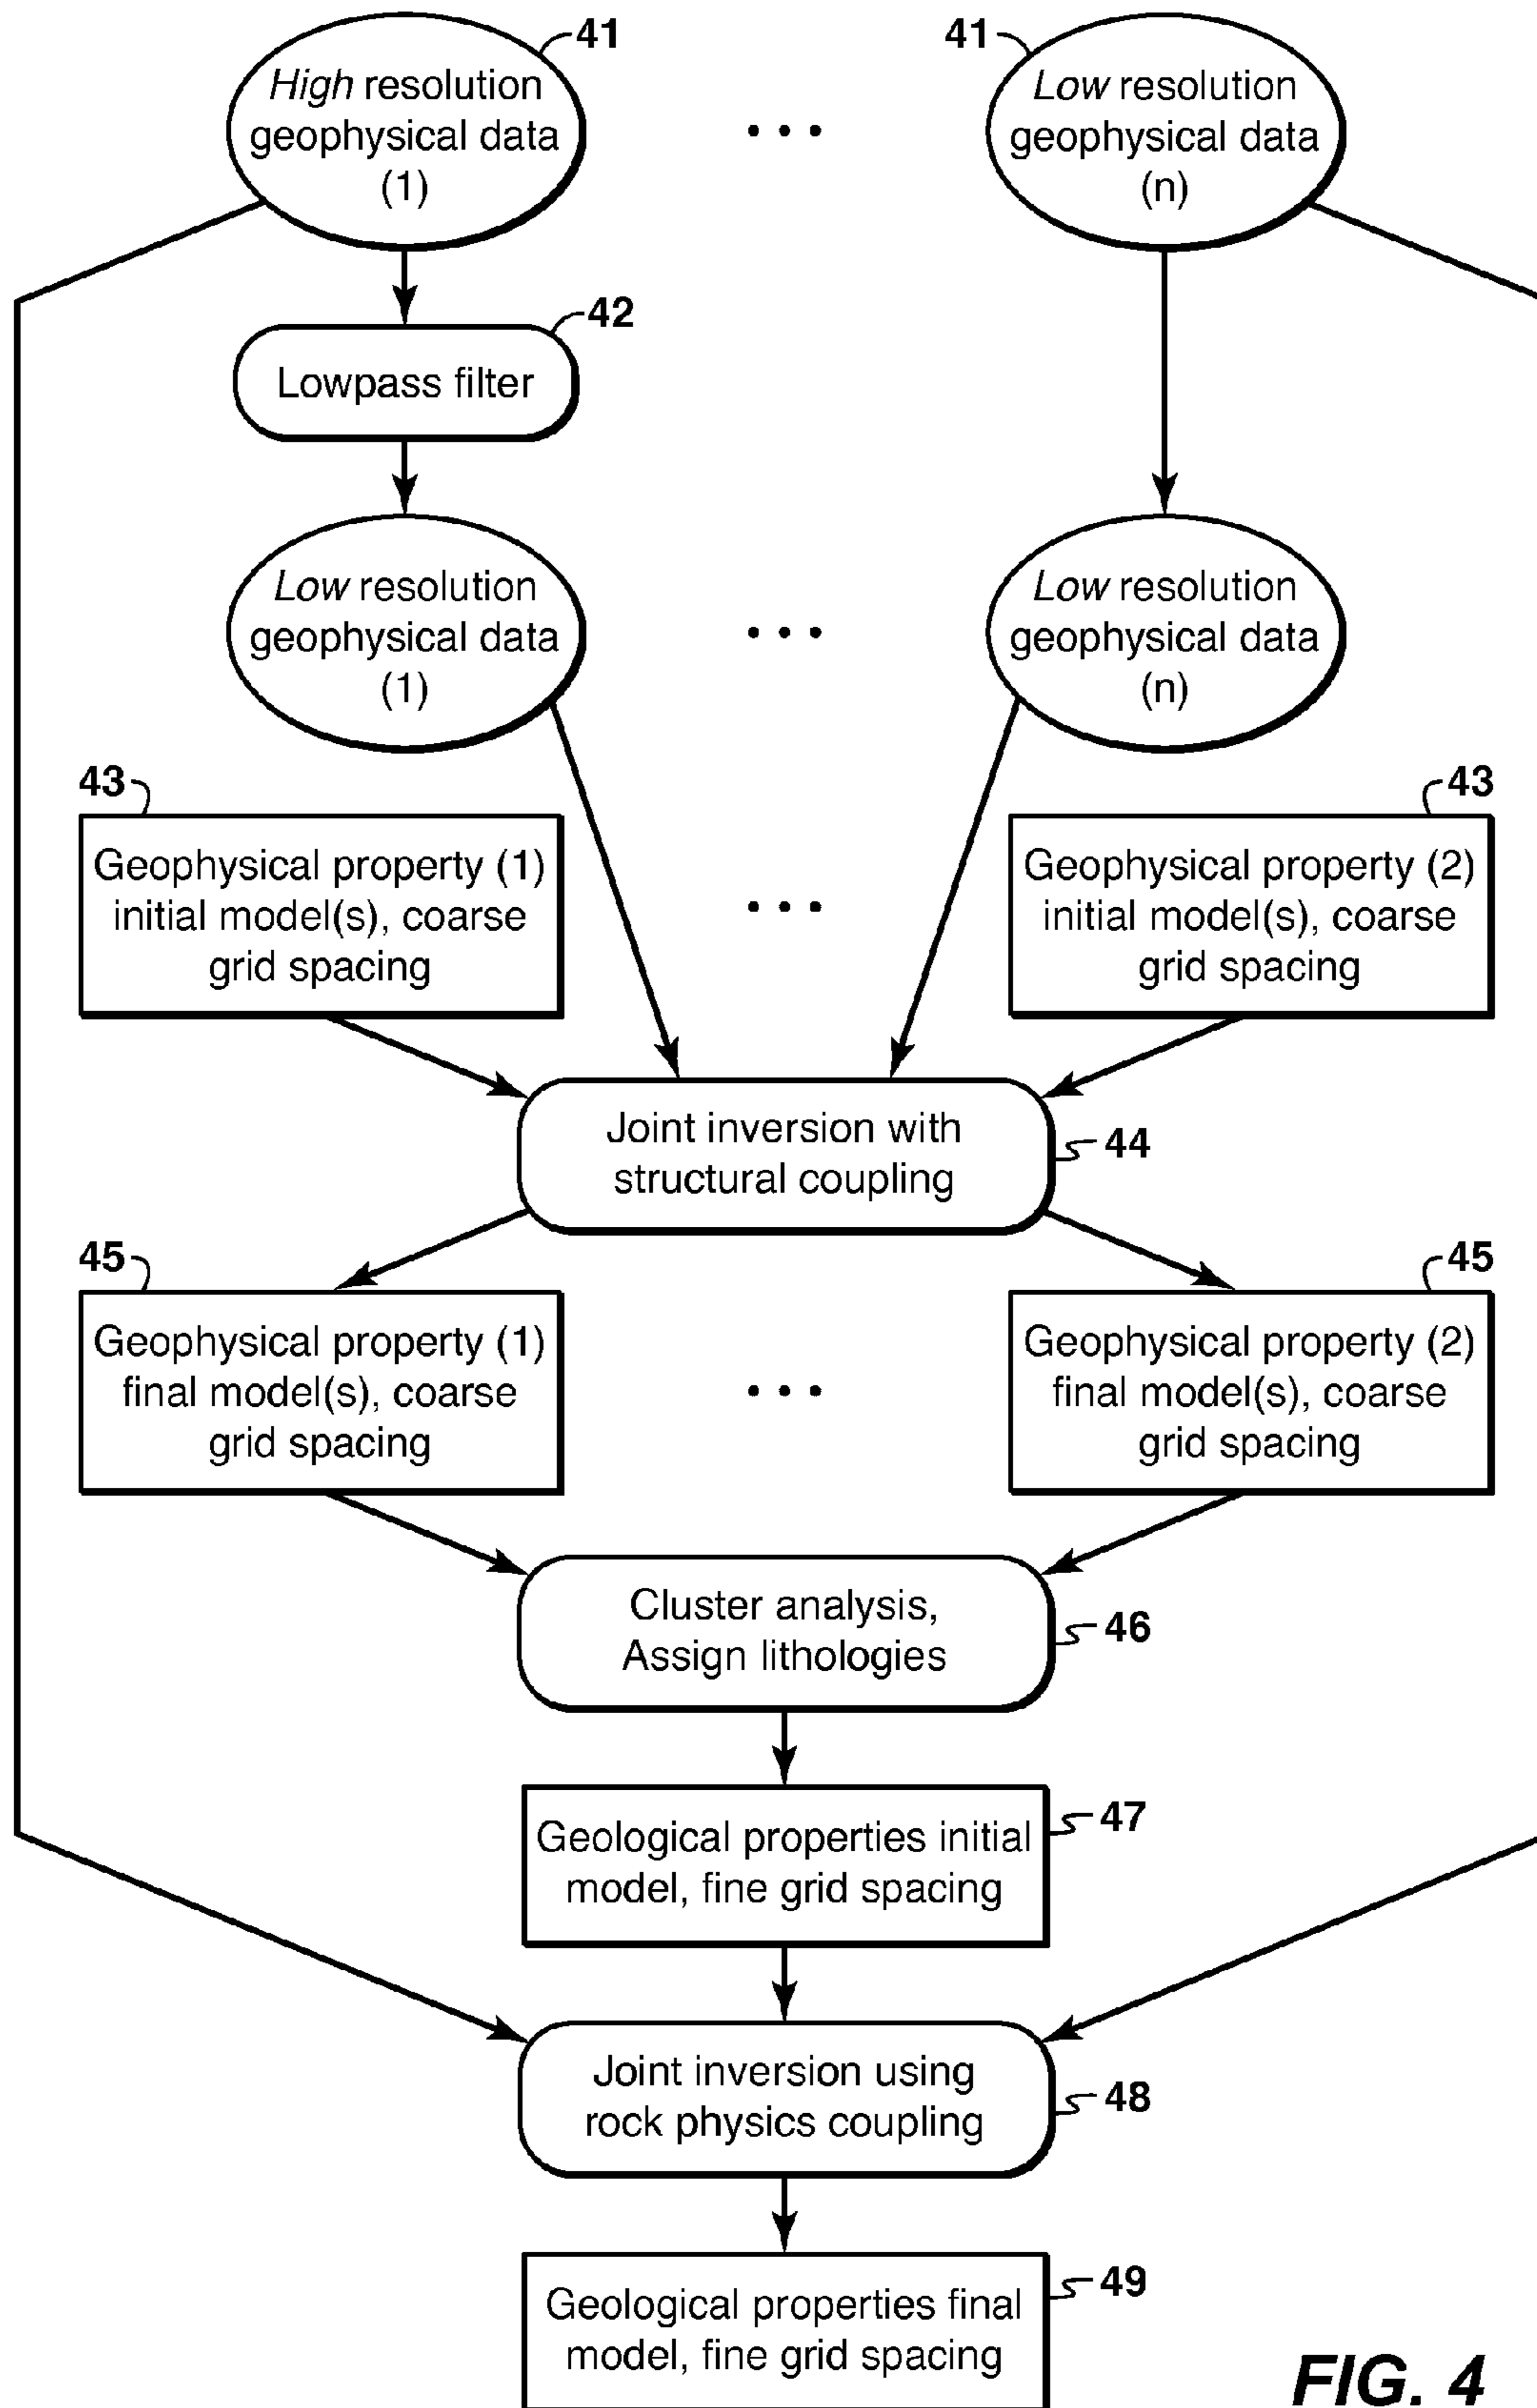 41
High resolution
geophysical data
(1)
41
Low resolution
geophysical data
(n)
42
Lowpass filter
Low resolution
geophysical data
(1)
Low resolution
geophysical data
(n)
43
Geophysical property (1)
initial model(s), coarse
grid spacing
43
Geophysical property (2)
initial model(s), coarse
grid spacing
Joint inversion with
structural coupling
44
45
Geophysical property (1)
final model(s), coarse
grid spacing
45
Geophysical property (2)
final model(s), coarse
grid spacing
Cluster analysis,
Assign lithologies
46
Geological properties initial
model, fine grid spacing
47
Joint inversion using
rock physics coupling
48
Geological properties final
model, fine grid spacing
49
FIG. 4